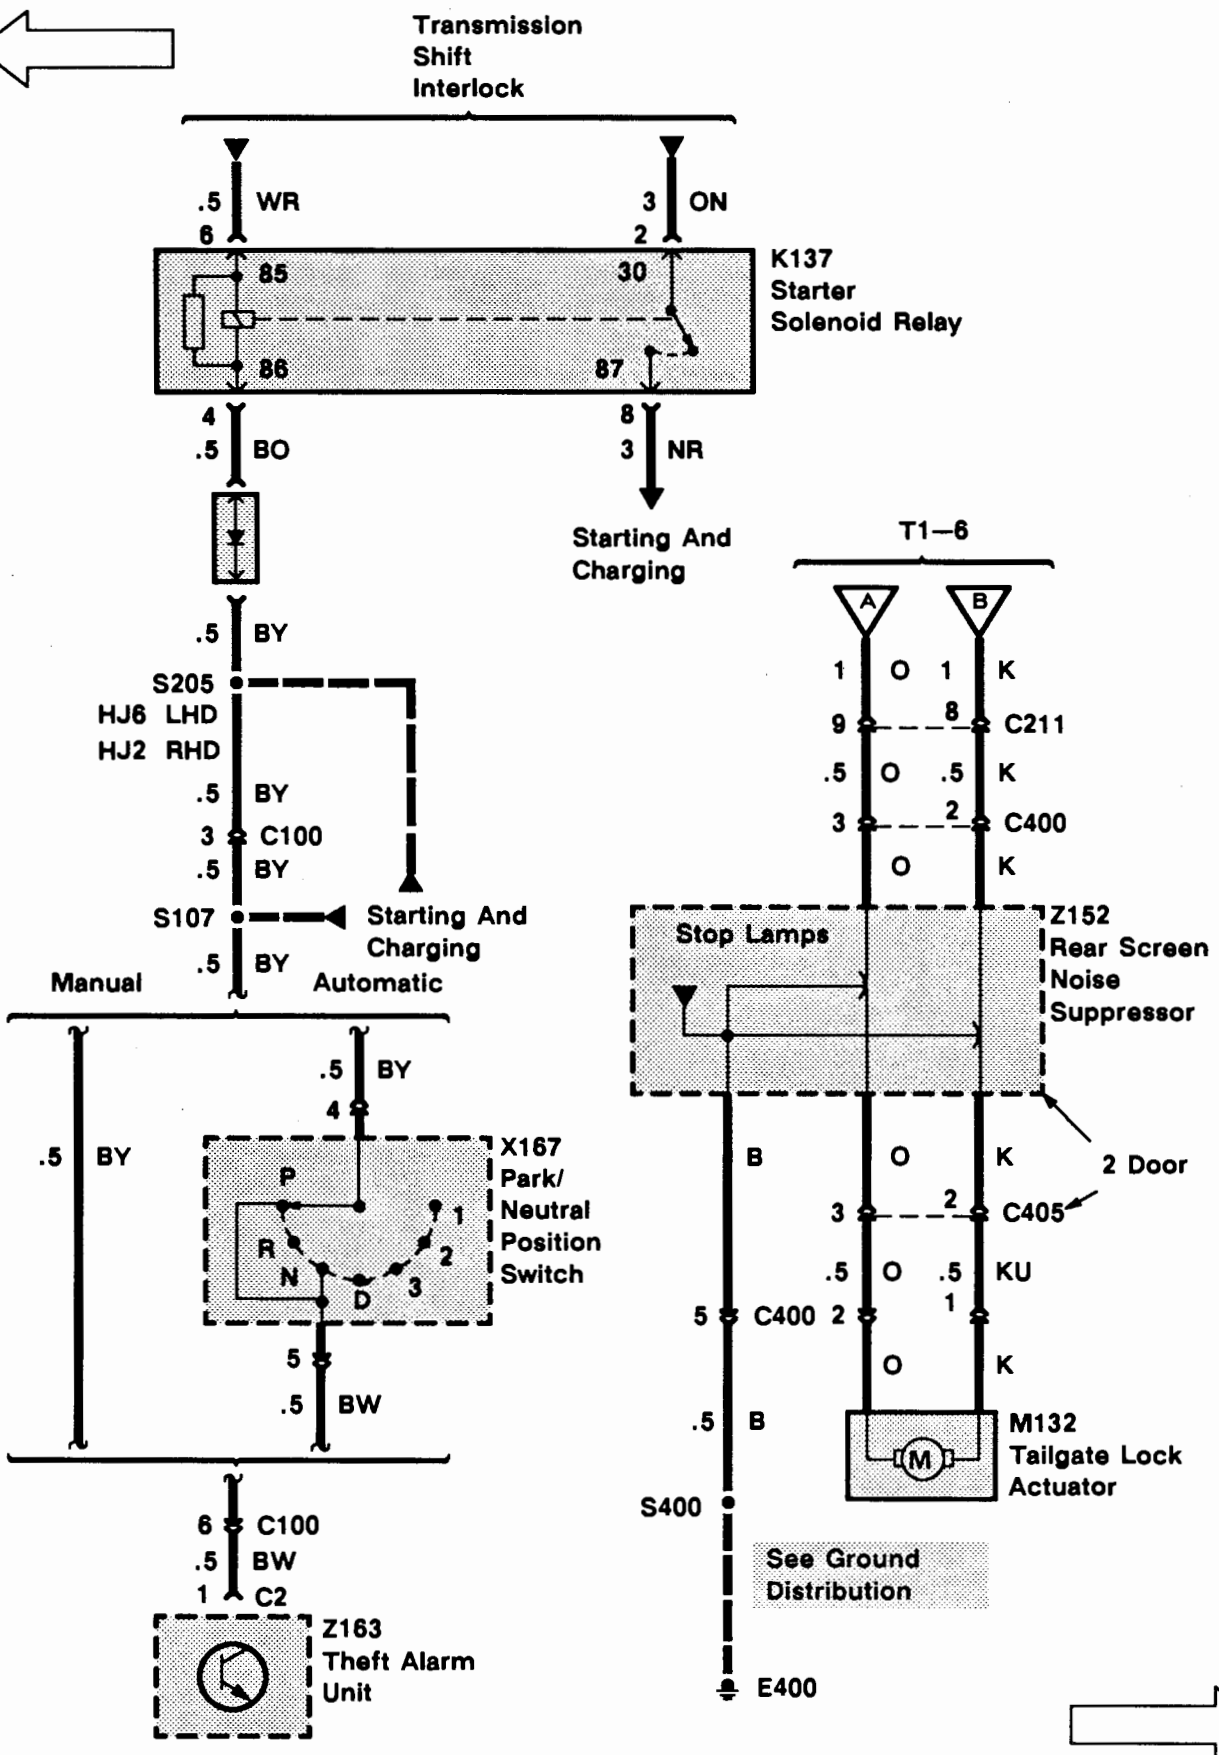 Transmission
Shift
Interlock
.5 WR
3 ON
6
2
85
30
86
87
K137
Starter
Solenoid Relay
4
8
.5 BO
3 NR
Starting And
Charging
T1–6
A
B
.5 BY
S205
HJ6 LHD
HJ2 RHD
.5 BY
3 C100
.5 BY
S107
Starting And
Charging
.5 BY
Manual
Automatic
.5 BY
4
.5 BY
X167
Park/
Neutral
Position
Switch
P
R
N
D
3
2
1
5
.5 BW
6 C100
.5 BW
1 C2
Z163
Theft Alarm
Unit
1 O 1 K
9 8 C211
.5 O .5 K
3 2 C400
O K
Stop Lamps
Z152
Rear Screen
Noise
Suppressor
B O K
2 Door
3 2 C405
.5 O .5 KU
5 C400 2 1
O K
.5 B
M
M132
Tailgate Lock
Actuator
S400
See Ground
Distribution
E400